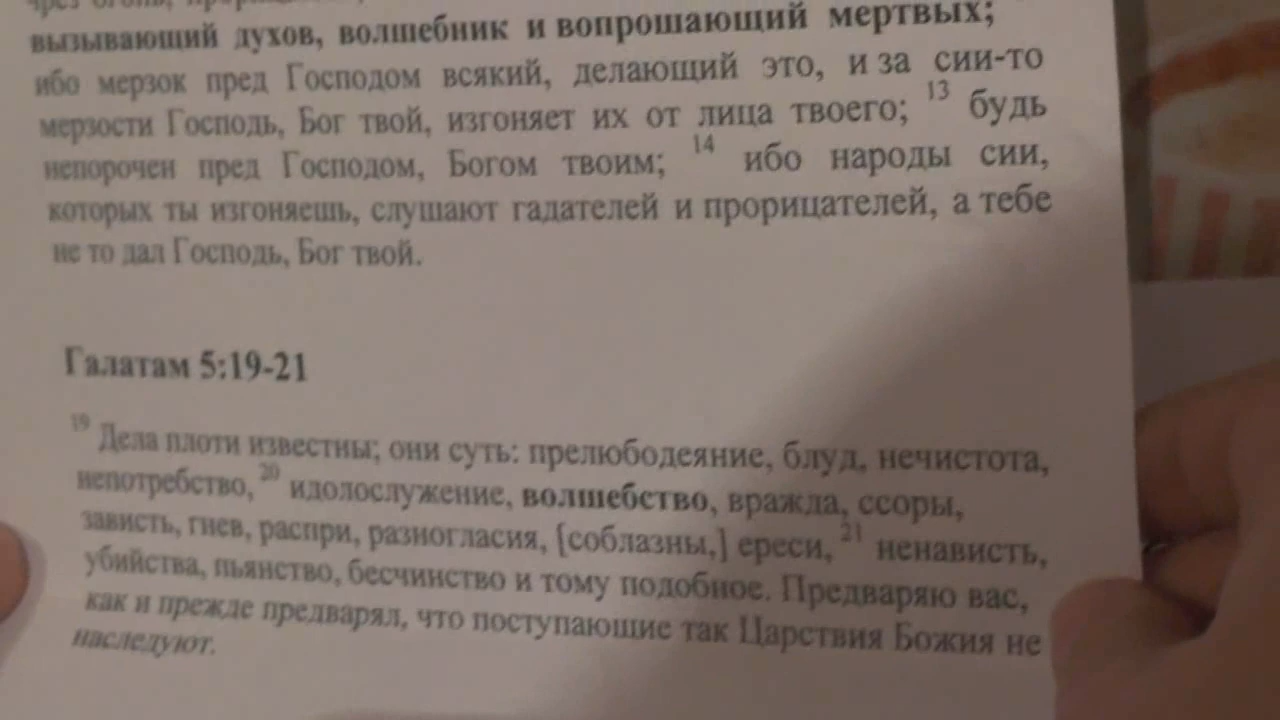 чрез огонь,
вызывающий духов, волшебник и вопрошающий мертвых;
ибо мерзок пред Господом всякий, делающий это, и за сии-то
мерзости Господь, Бог твой, изгоняет их от лица твоего; 13 будь
непорочен пред Господом, Богом твоим; 14 ибо народы сии,
которых ты изгоняешь, слушают гадателей и прорицателей, а тебе
не то дал Господь, Бог твой.
Галатам 5:19-21
19 Дела плоти известны; они суть: прелюбодеяние, блуд, нечистота,
непотребство, 20 идолослужение, волшебство, вражда, ссоры,
зависть, гнев, распри, разногласия, [соблазны,] ереси, 21 ненависть,
убийства, пьянство, бесчинство и тому подобное. Предваряю вас,
как и прежде предварял, что поступающие так Царствия Божия не
наследуют.